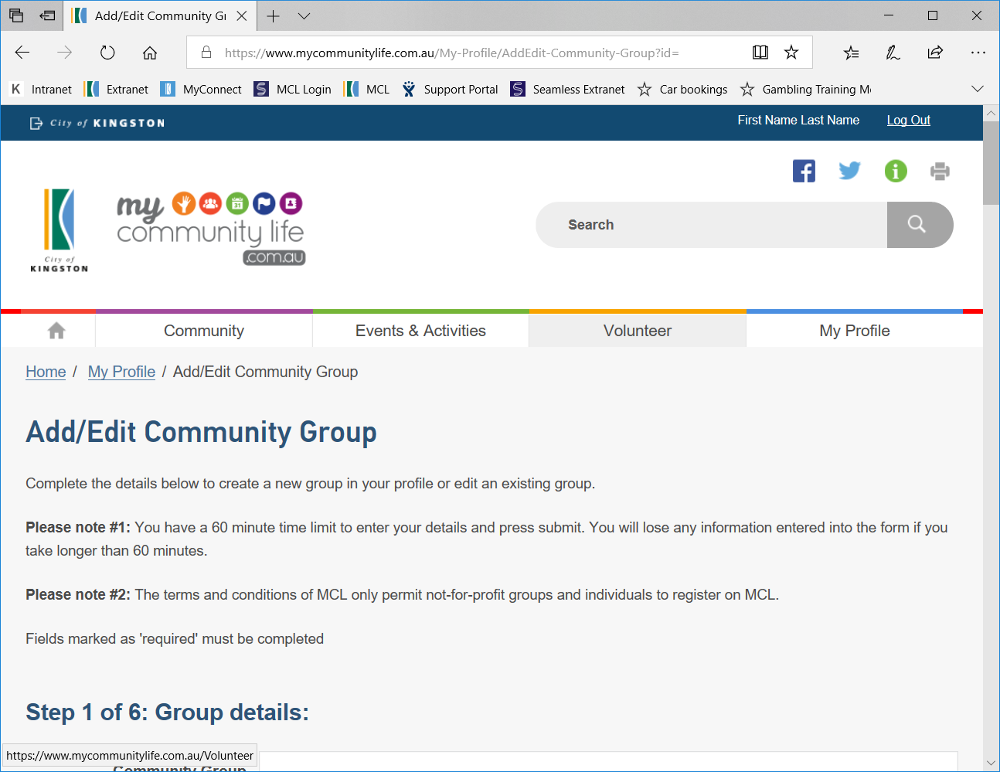 Add/Edit Community Gr
https://www.mycommunitylife.com.au/My-Profile/AddEdit-Community-Group?id=
K Intranet Extranet MyConnect S MCL Login MCL Support Portal S Seamless Extranet Car bookings Gambling Training Me
City of KINGSTON First Name Last Name Log Out
my
community life
.com.au
31
City of
KINGSTON
Search
Community Events & Activities Volunteer My Profile
Home / My Profile / Add/Edit Community Group
Add/Edit Community Group
Complete the details below to create a new group in your profile or edit an existing group.
Please note #1: You have a 60 minute time limit to enter your details and press submit. You will lose any information entered into the form if you
take longer than 60 minutes.
Please note #2: The terms and conditions of MCL only permit not-for-profit groups and individuals to register on MCL.
Fields marked as 'required' must be completed
Step 1 of 6: Group details:
https://www.mycommunitylife.com.au/Volunteer
Community Group